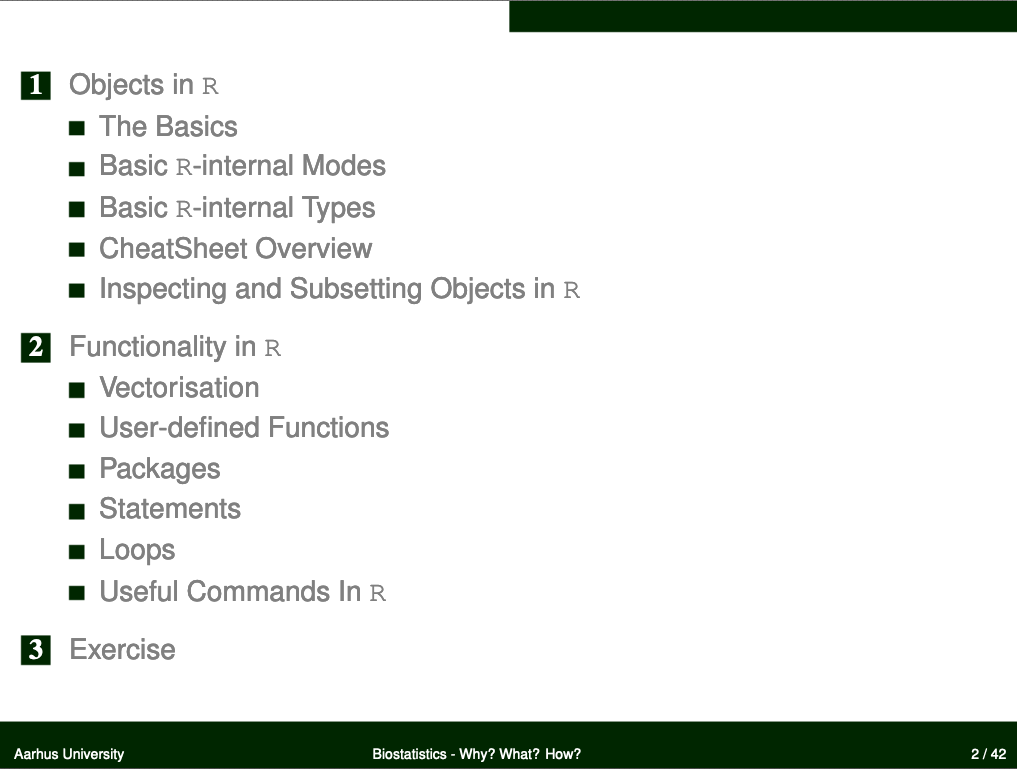 1 Objects in R
The Basics
Basic R-internal Modes
Basic R-internal Types
CheatSheet Overview
Inspecting and Subsetting Objects in R
2 Functionality in R
Vectorisation
User-defined Functions
Packages
Statements
Loops
Useful Commands In R
3 Exercise
Aarhus University Biostatistics - Why? What? How? 2 / 42